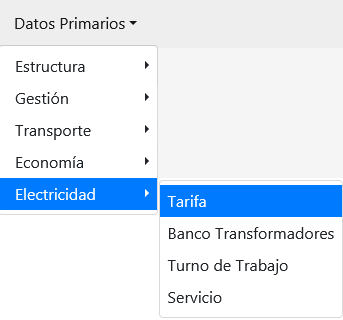 Datos Primarios
Estructura
Gestión
Transporte
Economía
Electricidad
Tarifa
Banco Transformadores
Turno de Trabajo
Servicio